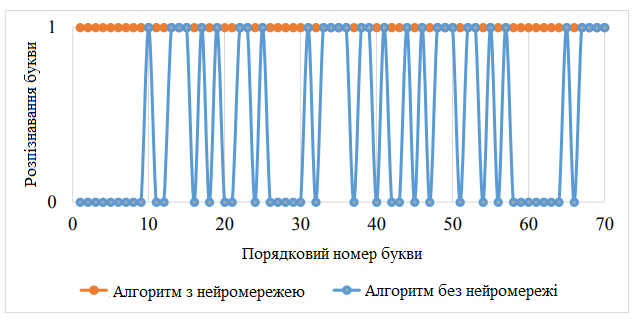 Розпізнавання букви
1
0
0 10 20 30 40 50 60 70
Порядковий номер букви
Алгоритм з нейромережею
Алгоритм без нейромережі